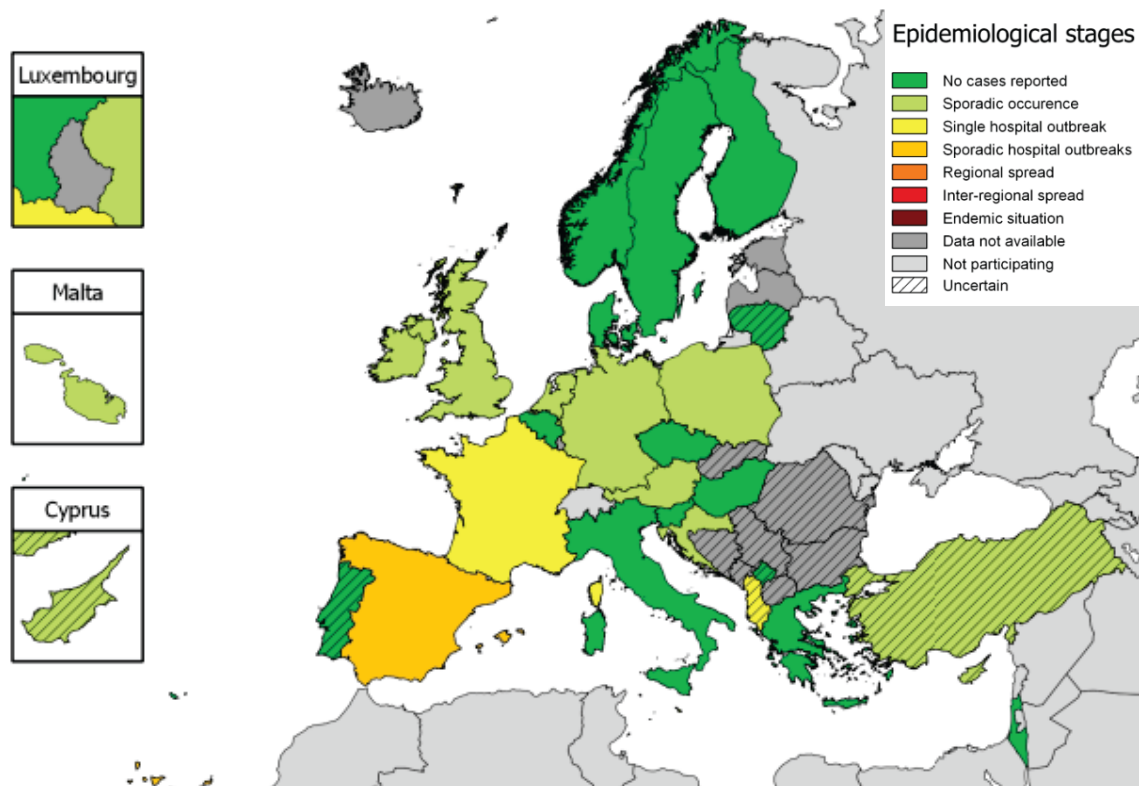 Epidemiological stages
No cases reported
Sporadic occurence
Single hospital outbreak
Sporadic hospital outbreaks
Regional spread
Inter-regional spread
Endemic situation
Data not available
Not participating
Uncertain
Luxembourg
Malta
Cyprus